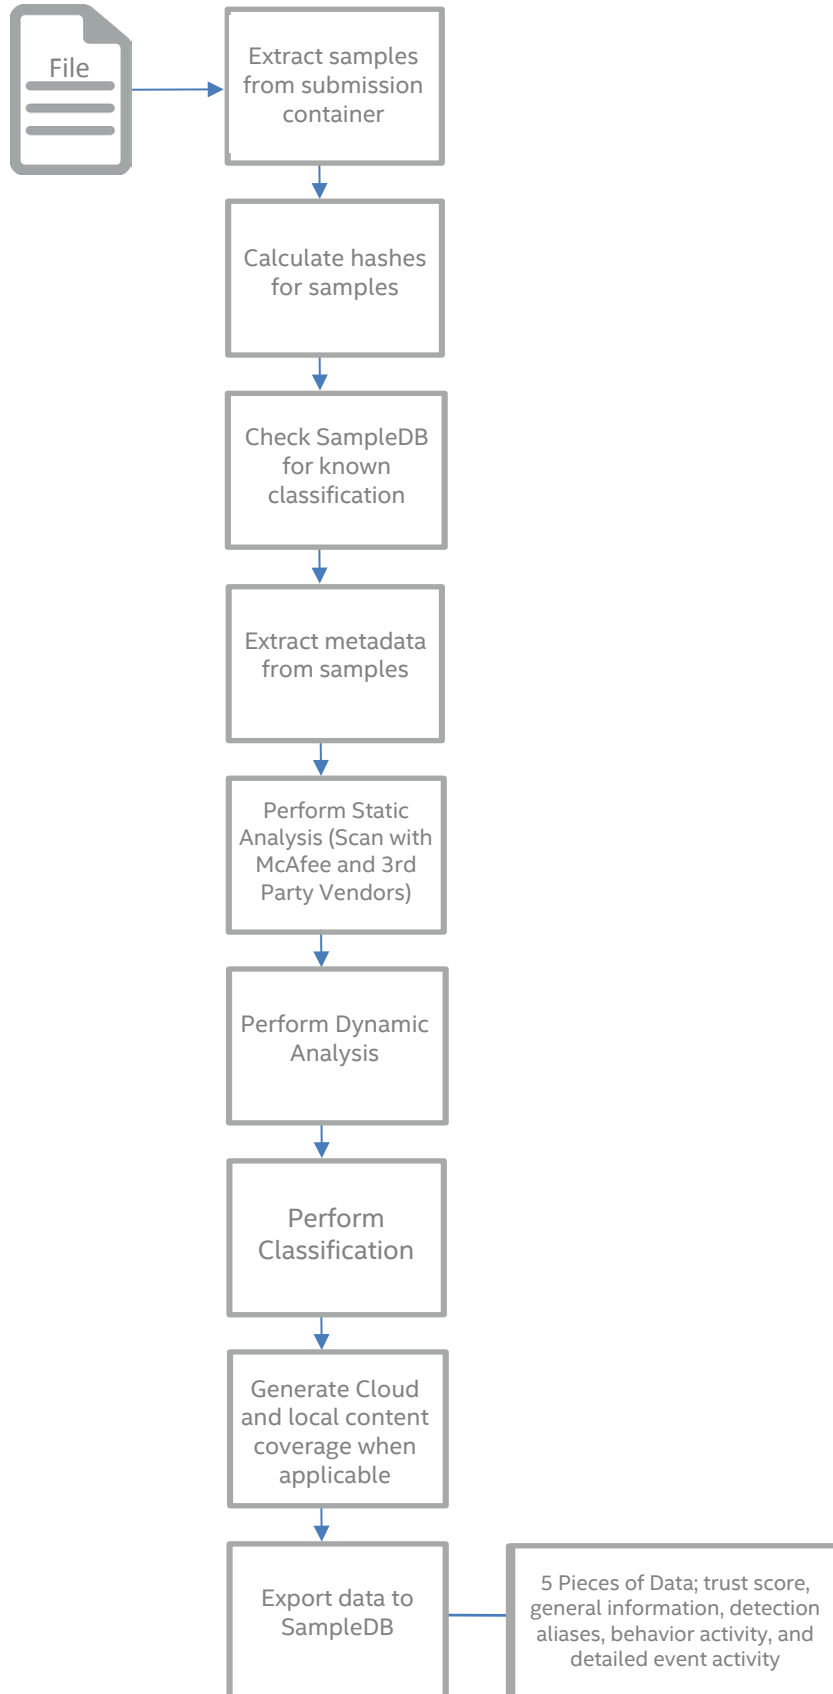 File
Extract samples
from submission
container
Calculate hashes
for samples
Check SampleDB
for known
classification
Extract metadata
from samples
Perform Static
Analysis (Scan with
McAfee and 3rd
Party Vendors)
Perform Dynamic
Analysis
Perform
Classification
Generate Cloud
and local content
coverage when
applicable
Export data to
SampleDB
5 Pieces of Data; trust score,
general information, detection
aliases, behavior activity, and
detailed event activity